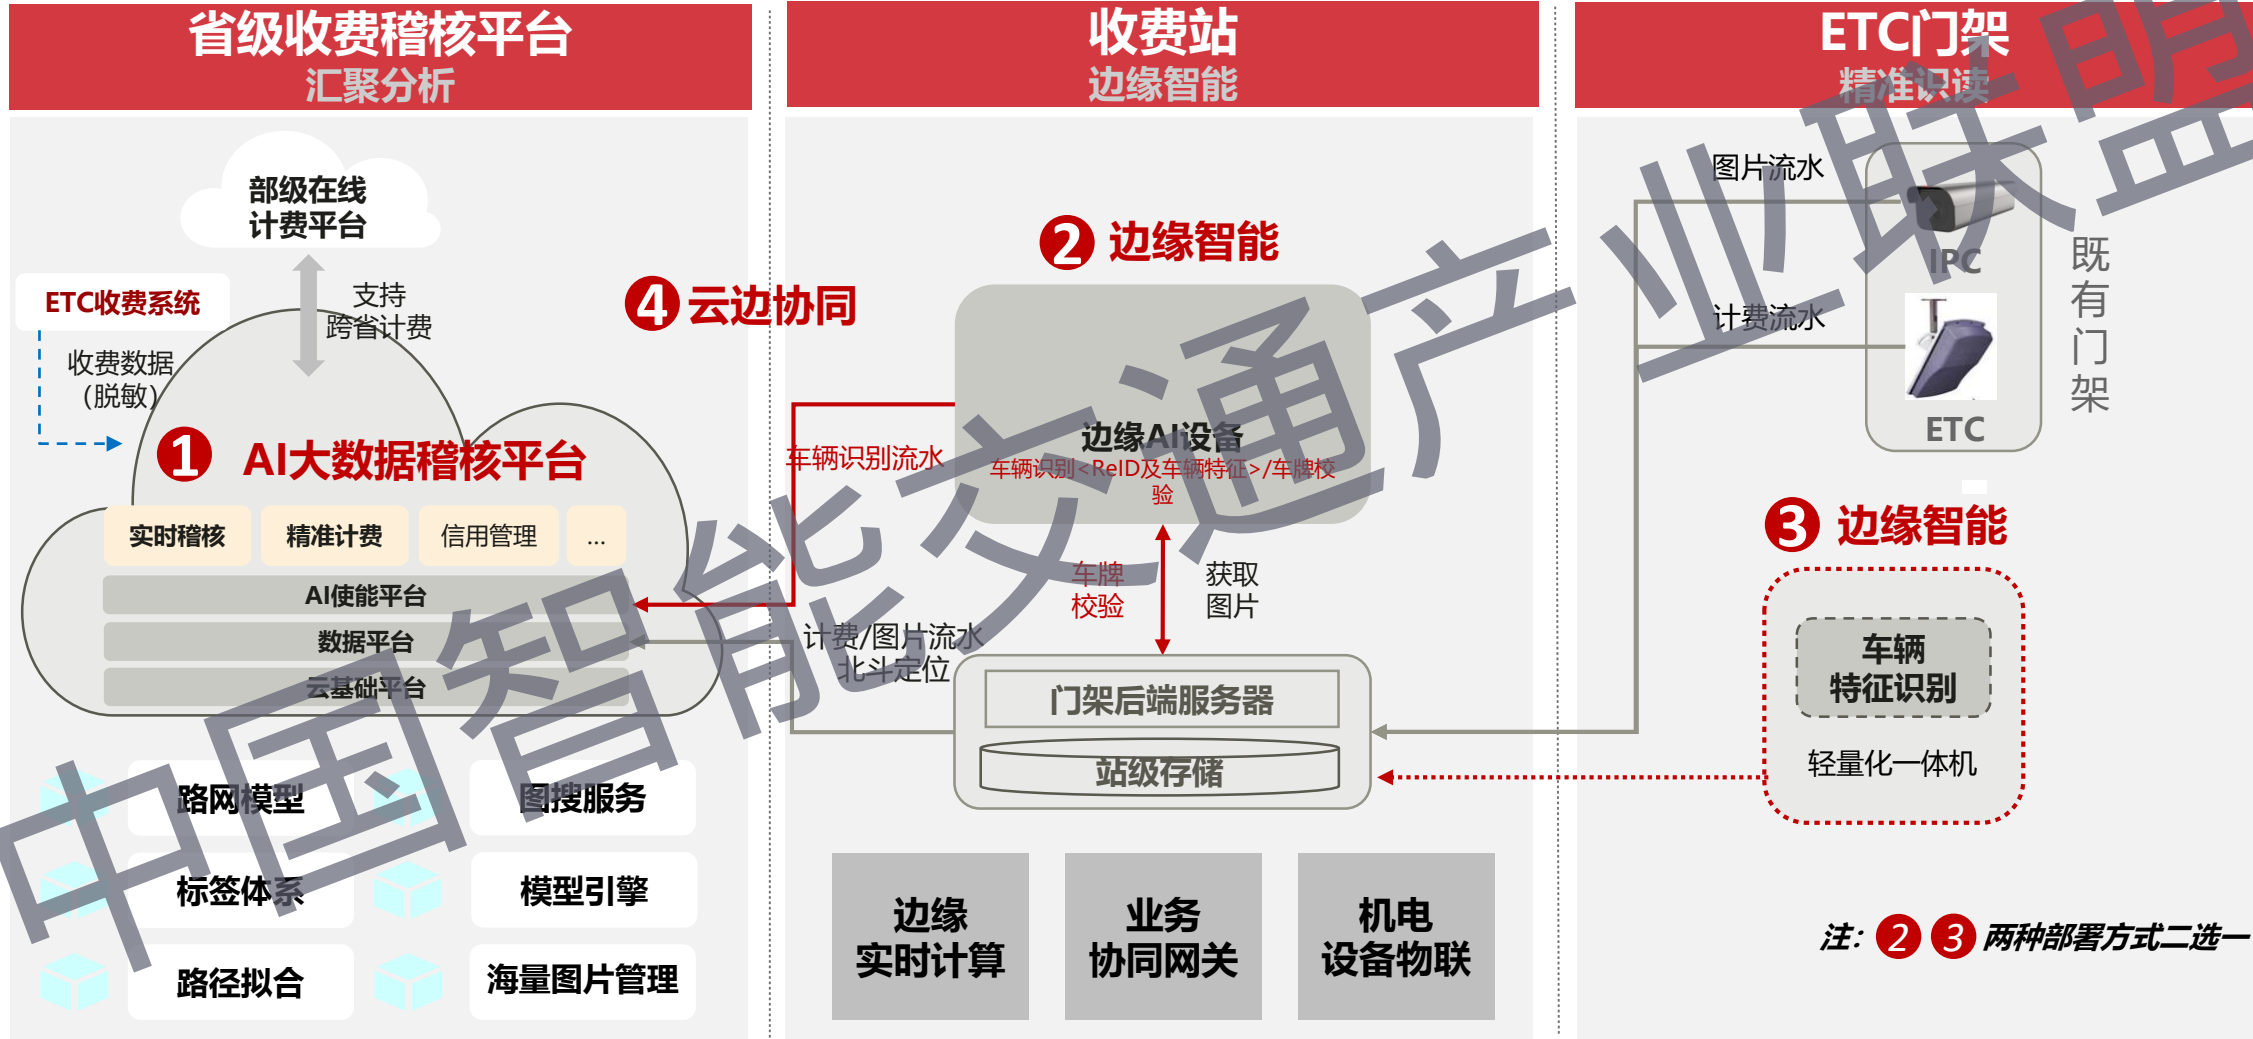 省级收费稽核平台
汇聚分析
部级在线
计费平台
ETC收费系统
支持
跨省计费
收费数据
（脱敏）
❶ AI大数据稽核平台
实时稽核
精准计费
信用管理
...
AI使能平台
数据平台
云基础平台
路网模型
图搜服务
标签体系
模型引擎
路径拟合
海量图片管理
❹ 云边协同
收费站
边缘智能
❷ 边缘智能
边缘AI设备
车辆识别<ReID及车辆特征>/车牌校
验
车辆识别流水
车牌
校验
获取
图片
计费/图片流水
北斗定位
门架后端服务器
站级存储
边缘
实时计算
业务
协同网关
机电
设备物联
ETC门架
精准识读
图片流水
IPC
计费流水
ETC
既
有
门
架
❸ 边缘智能
车辆
特征识别
轻量化一体机
注：❷ ❸ 两种部署方式二选一
中国智能交通产业联盟